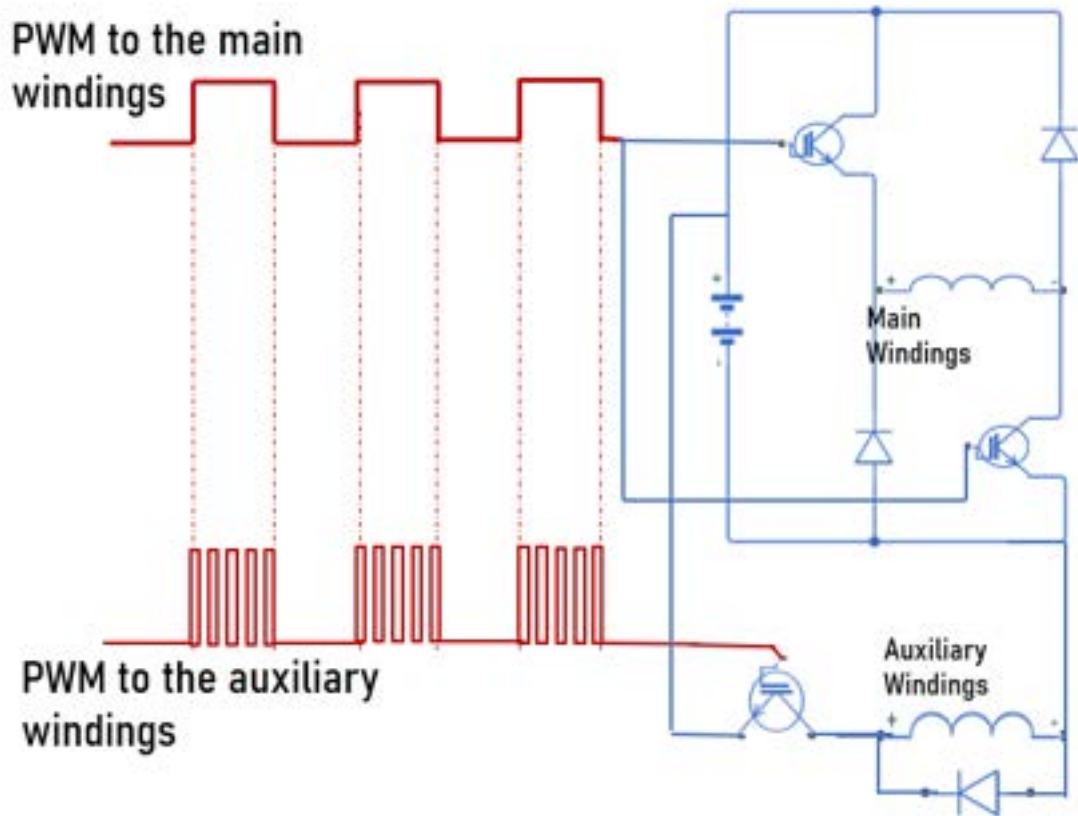 PWM to the main
windings
+
-
+
-
Main
Windings
PWM to the auxiliary
windings
Auxiliary
Windings
+
-